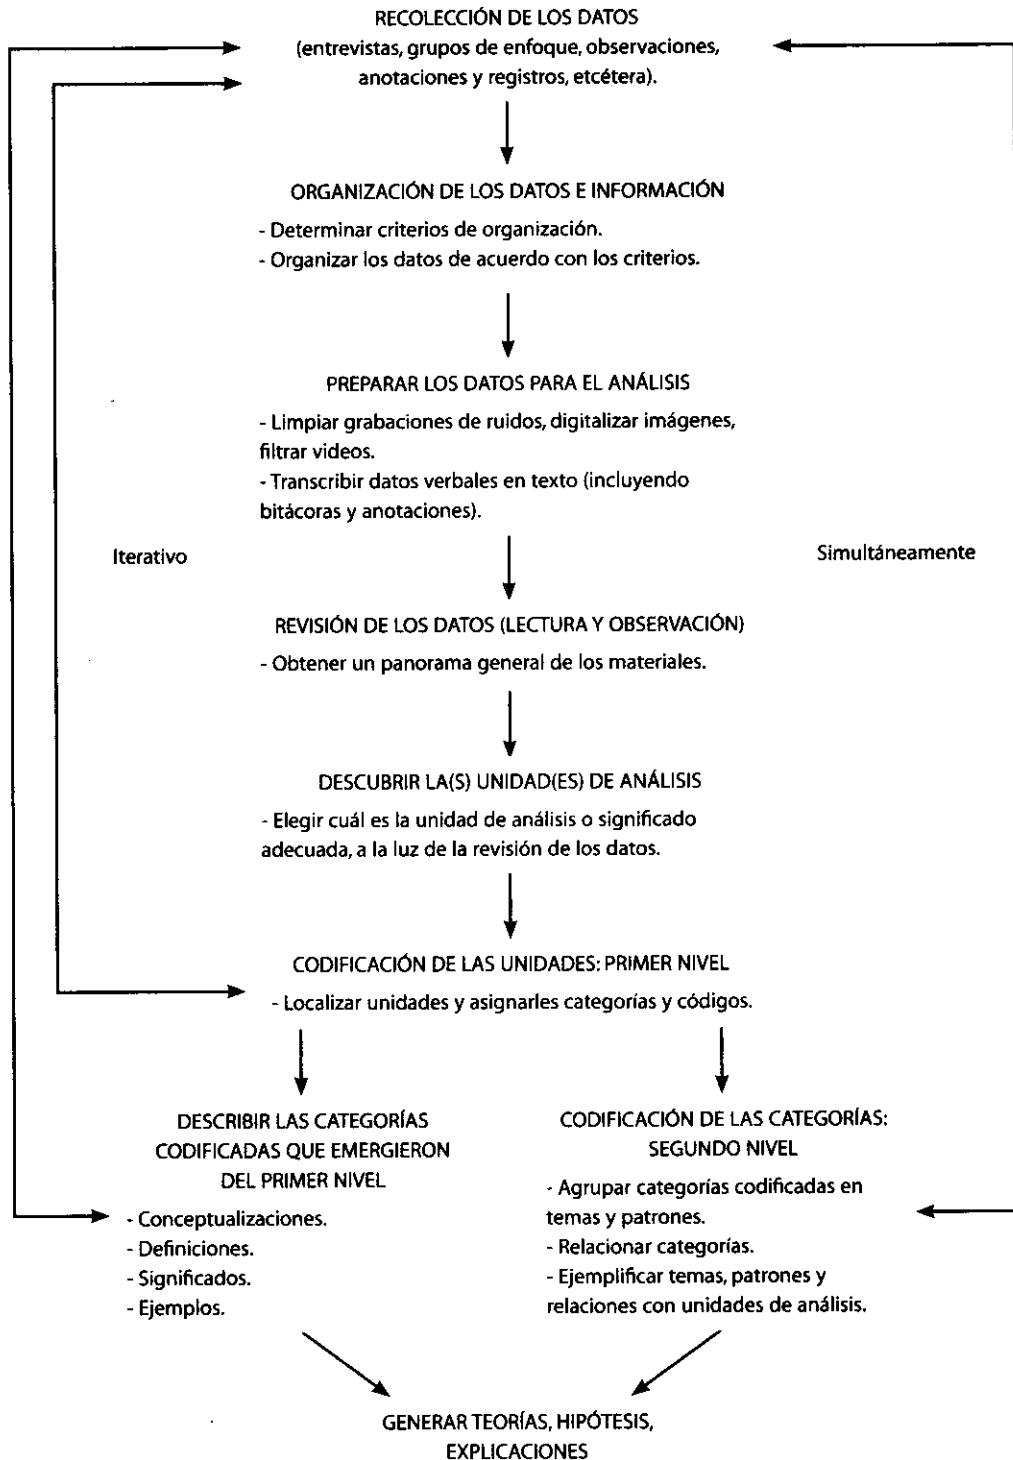 RECOLECCIÓN DE LOS DATOS
(entrevistas, grupos de enfoque, observaciones,
anotaciones y registros, etcétera).
ORGANIZACIÓN DE LOS DATOS E INFORMACIÓN
- Determinar criterios de organización.
- Organizar los datos de acuerdo con los criterios.
PREPARAR LOS DATOS PARA EL ANÁLISIS
- Limpiar grabaciones de ruidos, digitalizar imágenes,
filtrar videos.
- Transcribir datos verbales en texto (incluyendo
bitácoras y anotaciones).
Iterativo
Simultáneamente
REVISIÓN DE LOS DATOS (LECTURA Y OBSERVACIÓN)
- Obtener un panorama general de los materiales.
DESCUBRIR LA(S) UNIDAD(ES) DE ANÁLISIS
- Elegir cuál es la unidad de análisis o significado
adecuada, a la luz de la revisión de los datos.
CODIFICACIÓN DE LAS UNIDADES: PRIMER NIVEL
- Localizar unidades y asignarles categorías y códigos.
DESCRIBIR LAS CATEGORÍAS
CODIFICADAS QUE EMERGIERON
DEL PRIMER NIVEL
- Conceptualizaciones.
- Definiciones.
- Significados.
- Ejemplos.
CODIFICACIÓN DE LAS CATEGORÍAS:
SEGUNDO NIVEL
- Agrupar categorías codificadas en
temas y patrones.
- Relacionar categorías.
- Ejemplificar temas, patrones y
relaciones con unidades de análisis.
GENERAR TEORÍAS, HIPÓTESIS,
EXPLICACIONES